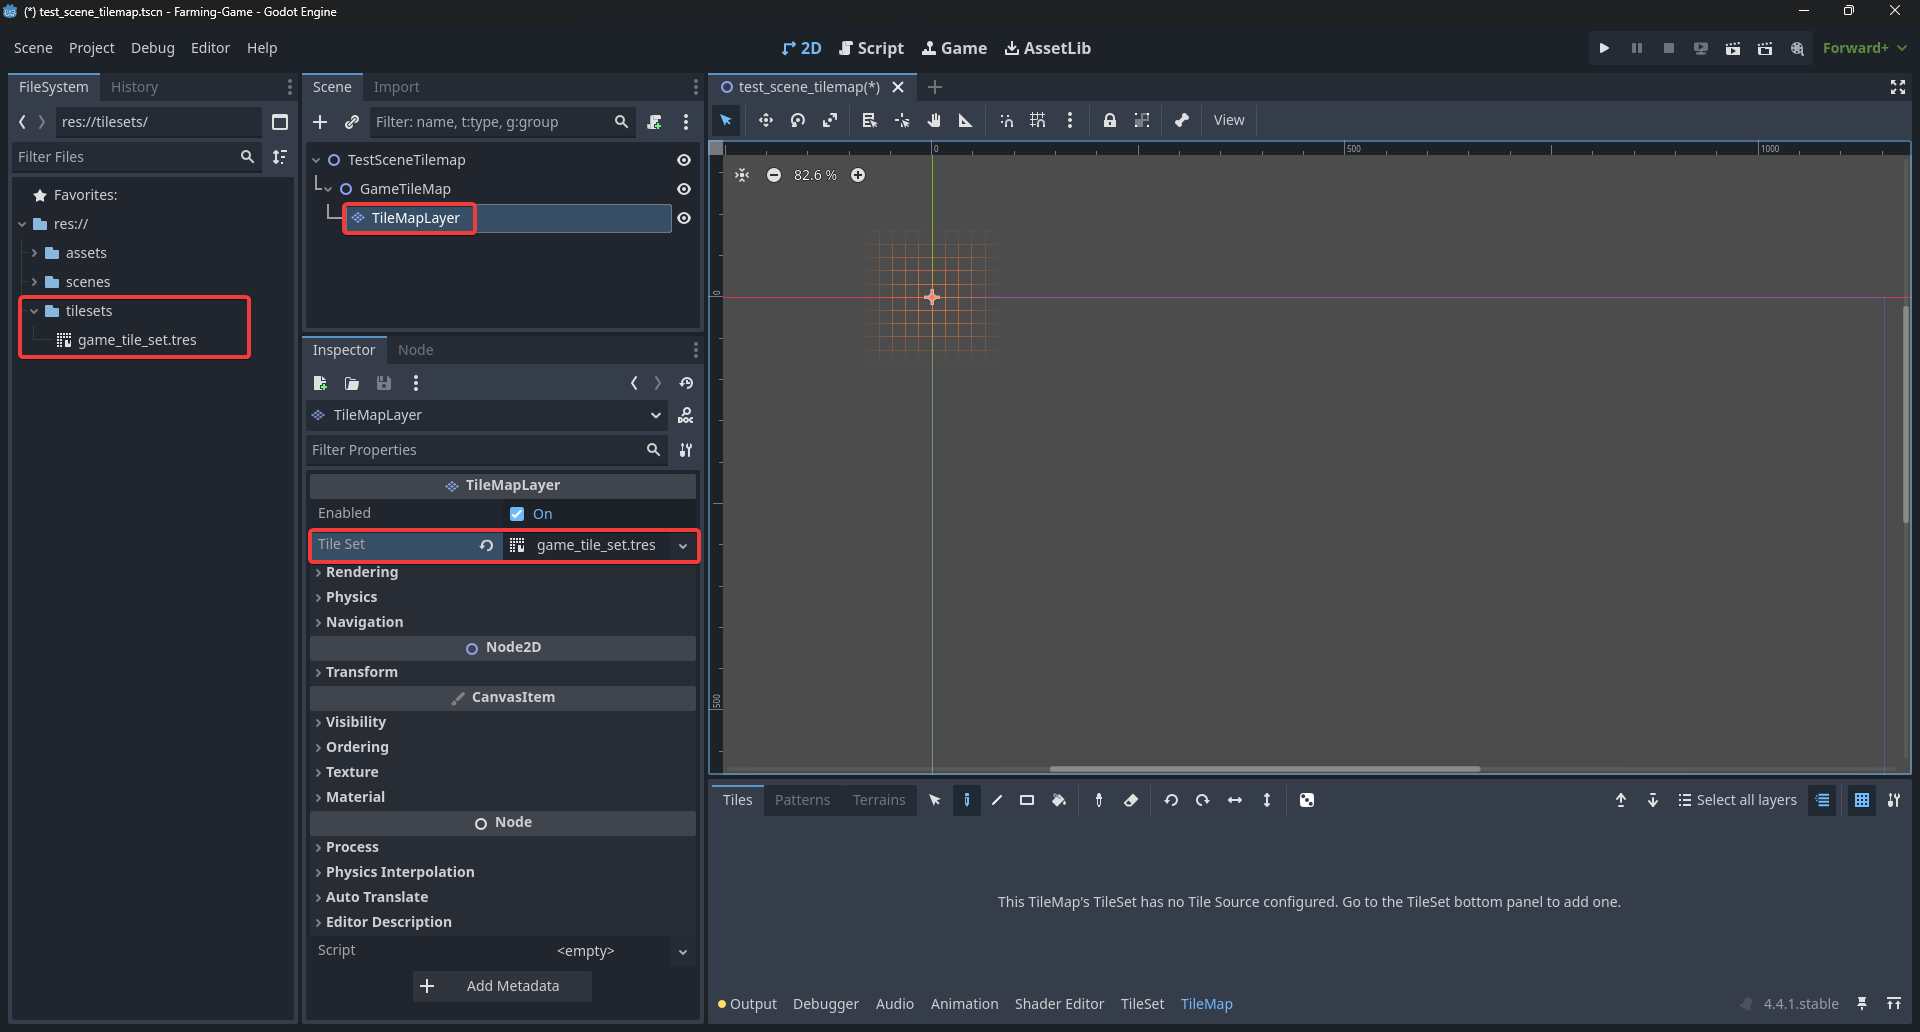 (*) test_scene_tilemap.tscn - Farming-Game - Godot Engine
Scene Project Debug Editor Help
2D Script Game AssetLib
Forward+
FileSystem History
res://tilesets/
Filter Files
Favorites:
res://
assets
scenes
tilesets
game_tile_set.tres
Scene Import
Filter: name, t:type, g:group
TestSceneTilemap
GameTileMap
TileMapLayer
Inspector Node
TileMapLayer
DOC
Filter Properties
TileMapLayer
Enabled On
Tile Set game_tile_set.tres
Rendering
Physics
Navigation
Node2D
Transform
CanvasItem
Visibility
Ordering
Texture
Material
Node
Process
Physics Interpolation
Auto Translate
Editor Description
Script <empty>
Add Metadata
test_scene_tilemap(*)
View
0 500 1000
82.6 %
0
500
Tiles Patterns Terrains
Select all layers
This TileMap's TileSet has no Tile Source configured. Go to the TileSet bottom panel to add one.
Output Debugger Audio Animation Shader Editor TileSet TileMap
4.4.1.stable